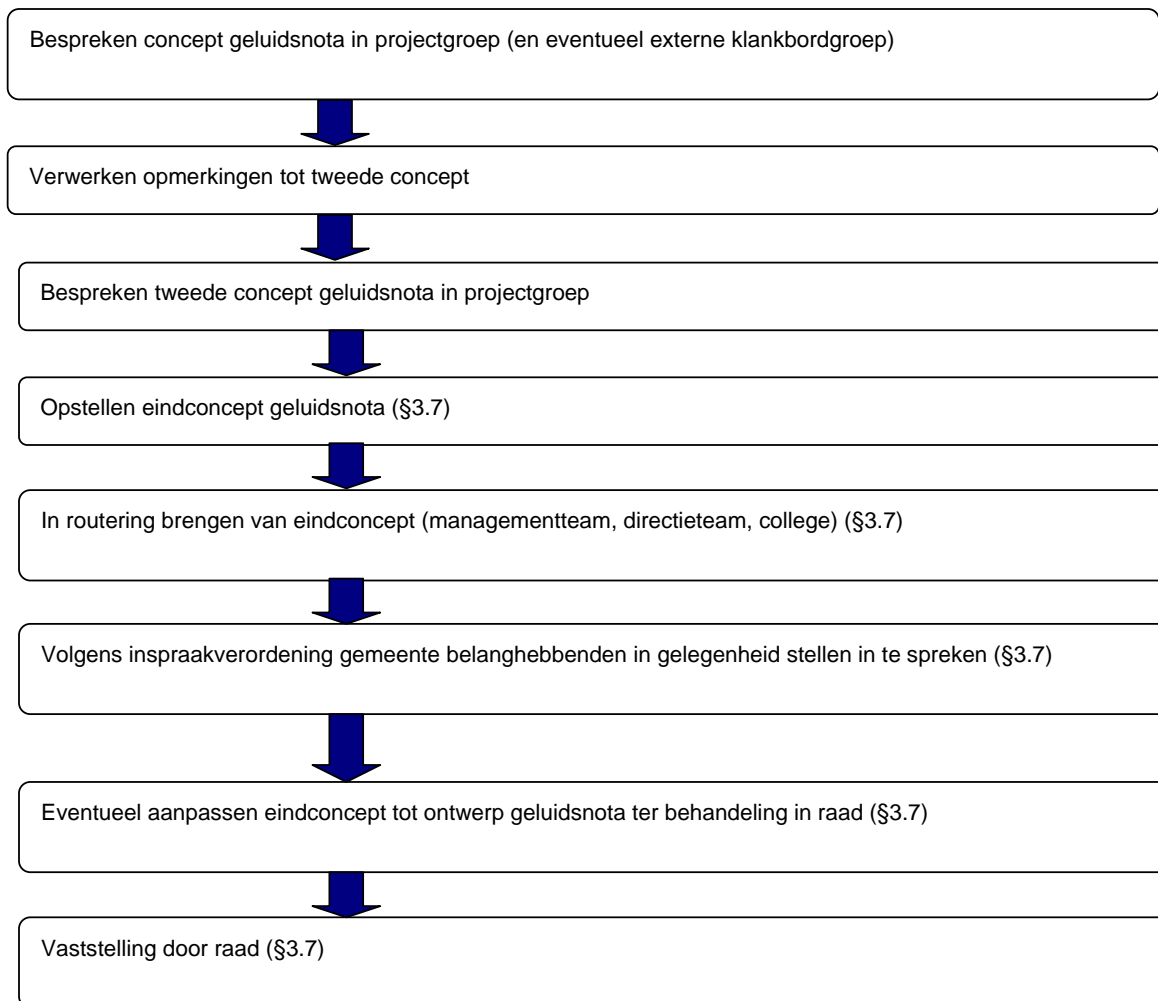 Bespreken concept geluidsnota in projectgroep (en eventueel externe klankbordgroep)
Verwerken opmerkingen tot tweede concept
Bespreken tweede concept geluidsnota in projectgroep
Opstellen eindconcept geluidsnota (§3.7)
In routering brengen van eindconcept (managementteam, directieteam, college) (§3.7)
Volgens inspraakverordening gemeente belanghebbenden in gelegenheid stellen in te spreken (§3.7)
Eventueel aanpassen eindconcept tot ontwerp geluidsnota ter behandeling in raad (§3.7)
Vaststelling door raad (§3.7)